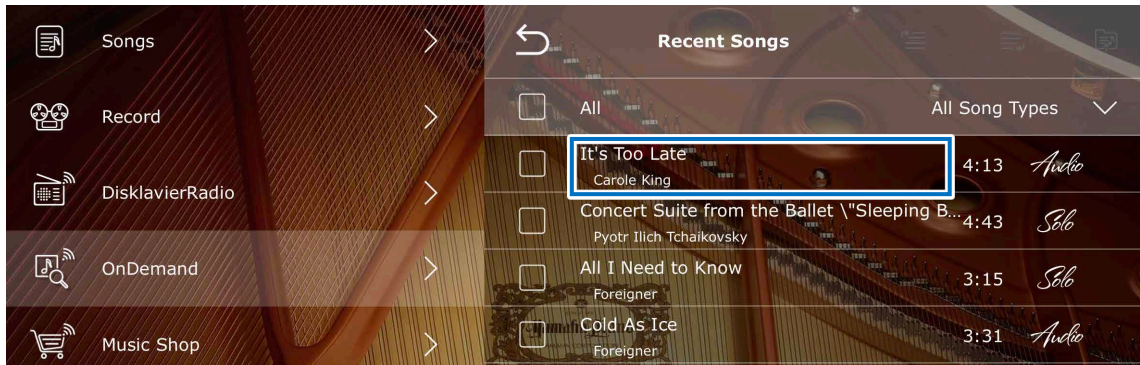 Songs
Record
DisklavierRadio
OnDemand
Music Shop
Recent Songs
All All Song Types
It's Too Late
Carole King
4:13 Audio
Concert Suite from the Ballet \"Sleeping B...
Pyotr Ilich Tchaikovsky
4:43 Solo
All I Need to Know
Foreigner
3:15 Solo
Cold As Ice
Foreigner
3:31 Audio